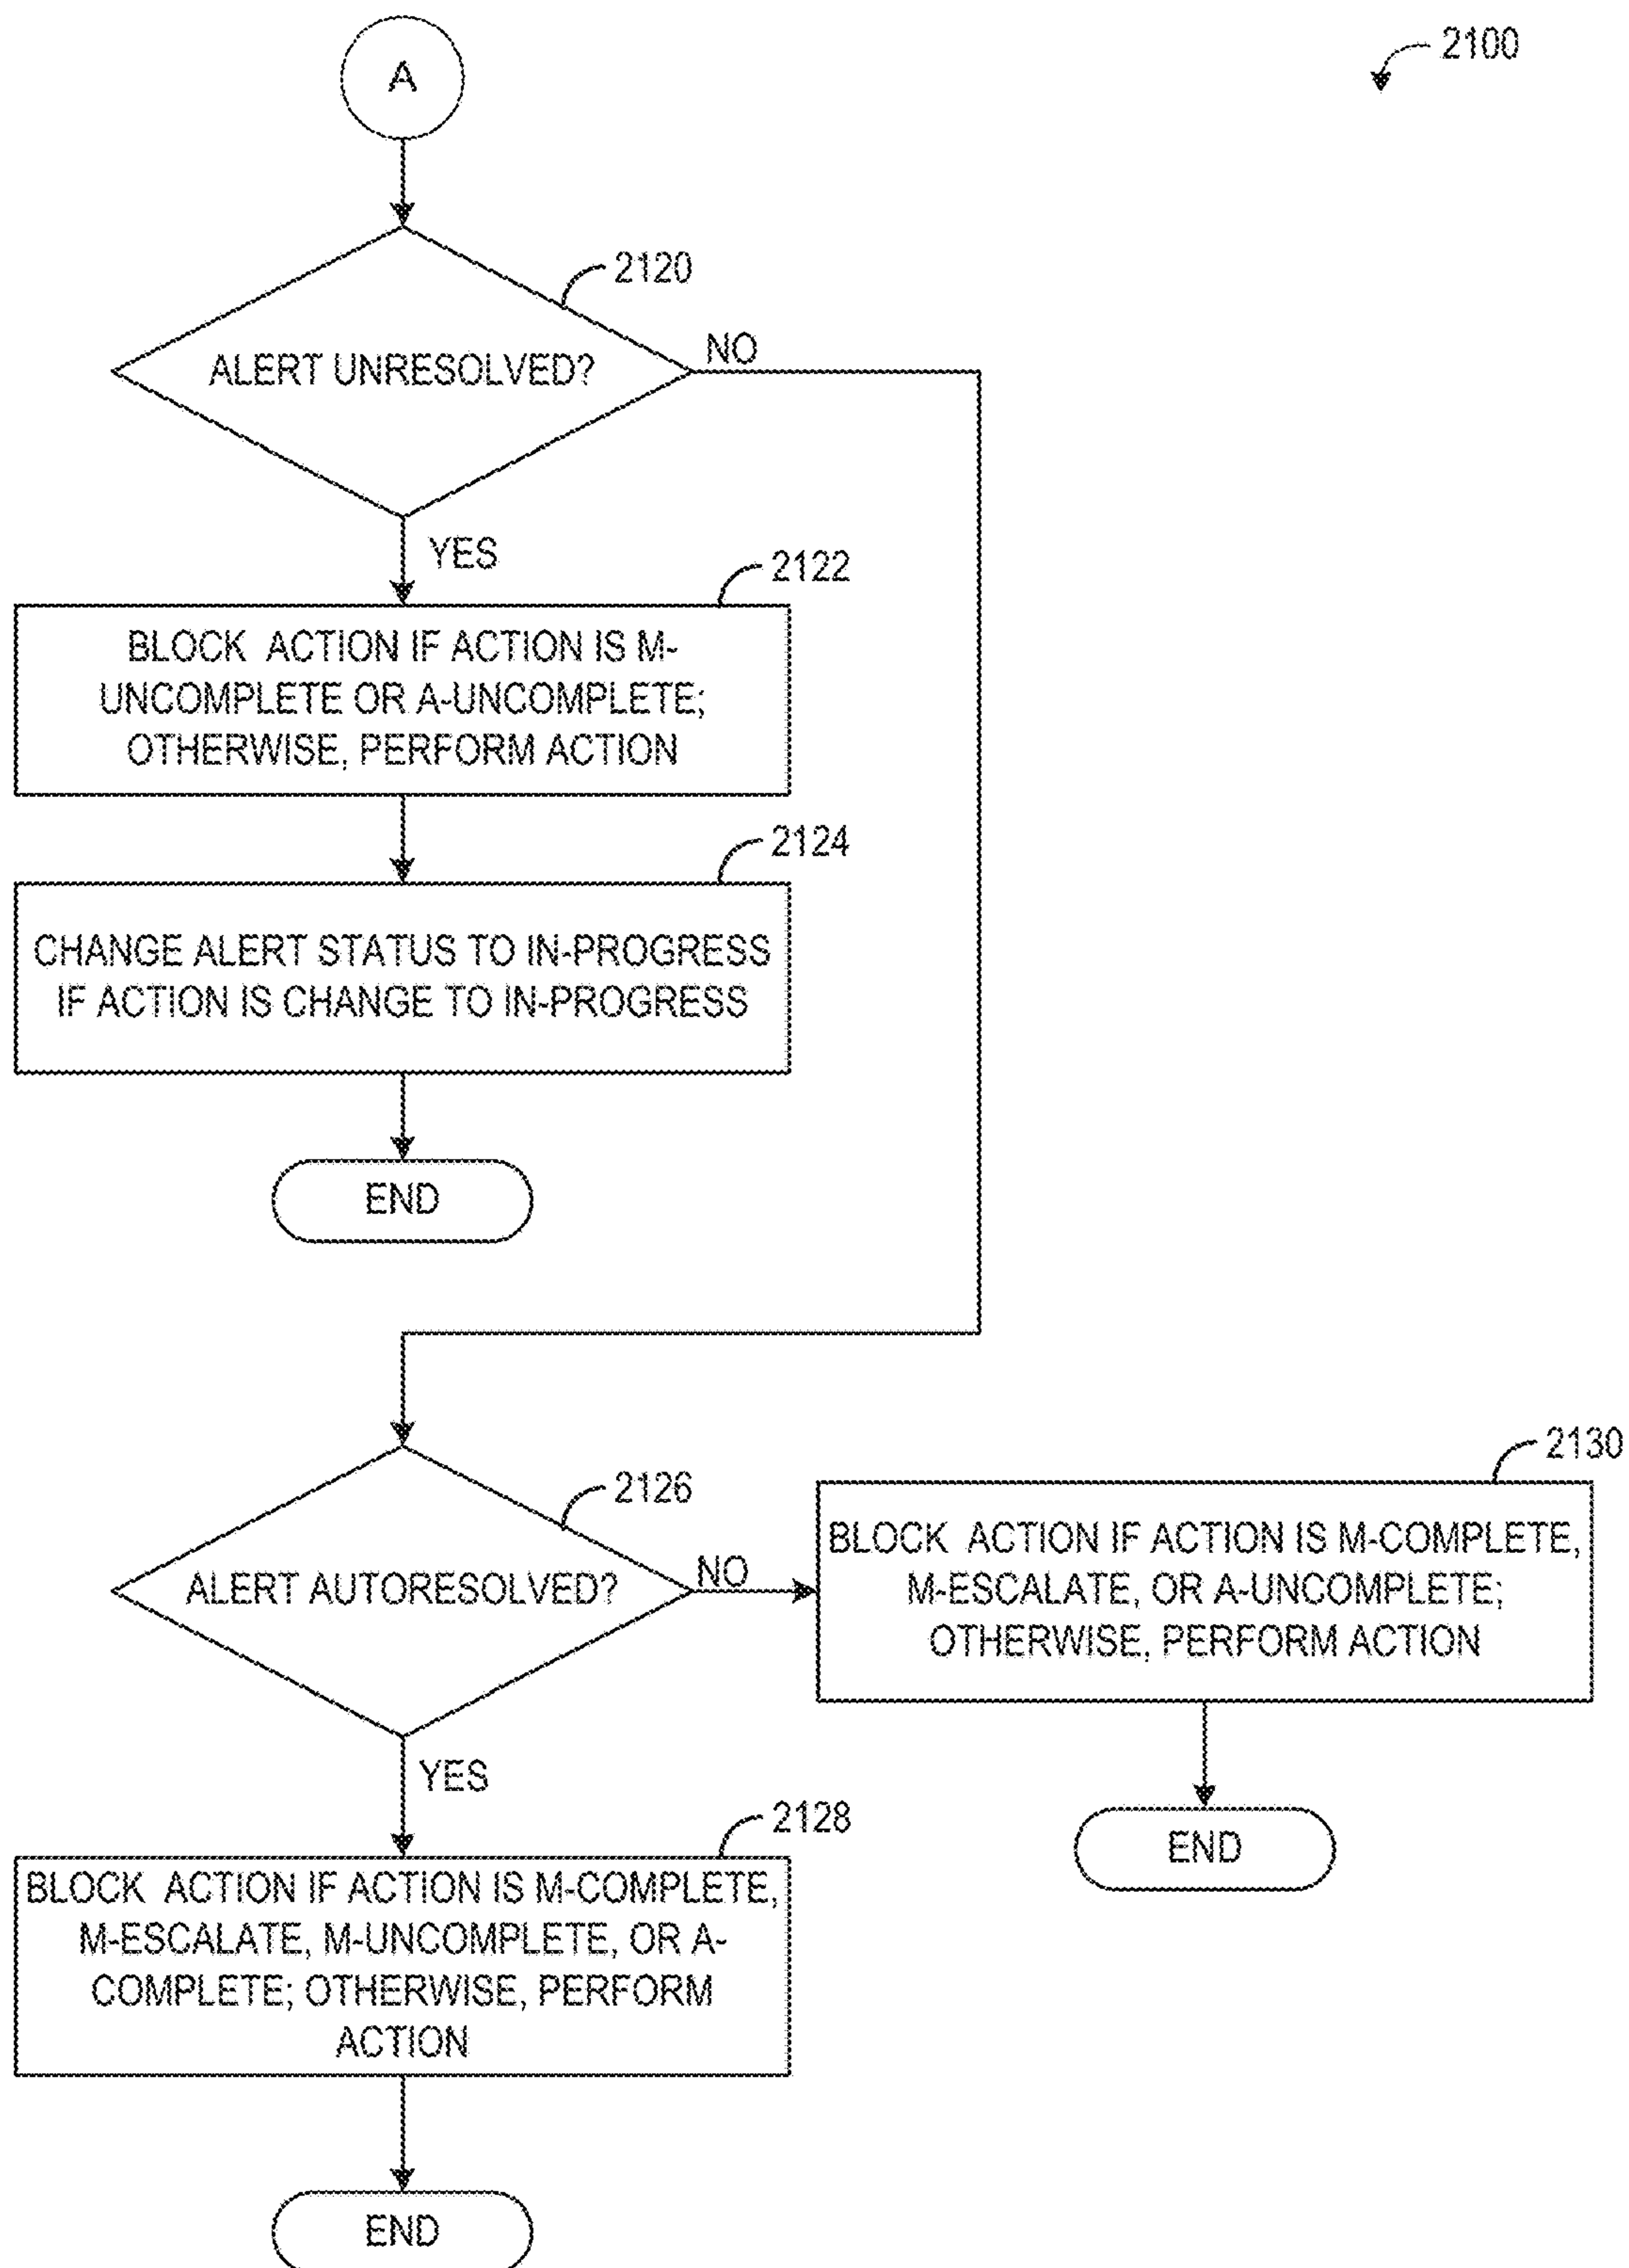 A
2100
2120
ALERT UNRESOLVED?
NO
YES
2122
BLOCK ACTION IF ACTION IS M-
UNCOMPLETE OR A-UNCOMPLETE;
OTHERWISE, PERFORM ACTION
2124
CHANGE ALERT STATUS TO IN-PROGRESS
IF ACTION IS CHANGE TO IN-PROGRESS
END
2126
ALERT AUTORESOLVED?
NO
2130
BLOCK ACTION IF ACTION IS M-COMPLETE,
M-ESCALATE, OR A-UNCOMPLETE;
OTHERWISE, PERFORM ACTION
END
YES
2128
BLOCK ACTION IF ACTION IS M-COMPLETE,
M-ESCALATE, M-UNCOMPLETE, OR A-
COMPLETE; OTHERWISE, PERFORM
ACTION
END